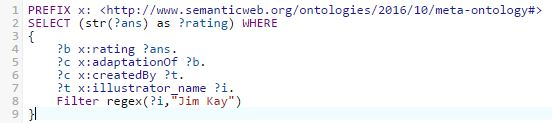 1 PREFIX x: <http://www.semanticweb.org/ontologies/2016/10/meta-ontology#>
2 SELECT (str(?ans) as ?rating) WHERE
3 {
4 ?b x:rating ?ans.
5 ?c x:adaptationOf ?b.
6 ?c x:createdBy ?t.
7 ?t x:illustrator_name ?i.
8 Filter regex(?i,"Jim Kay")
9 }